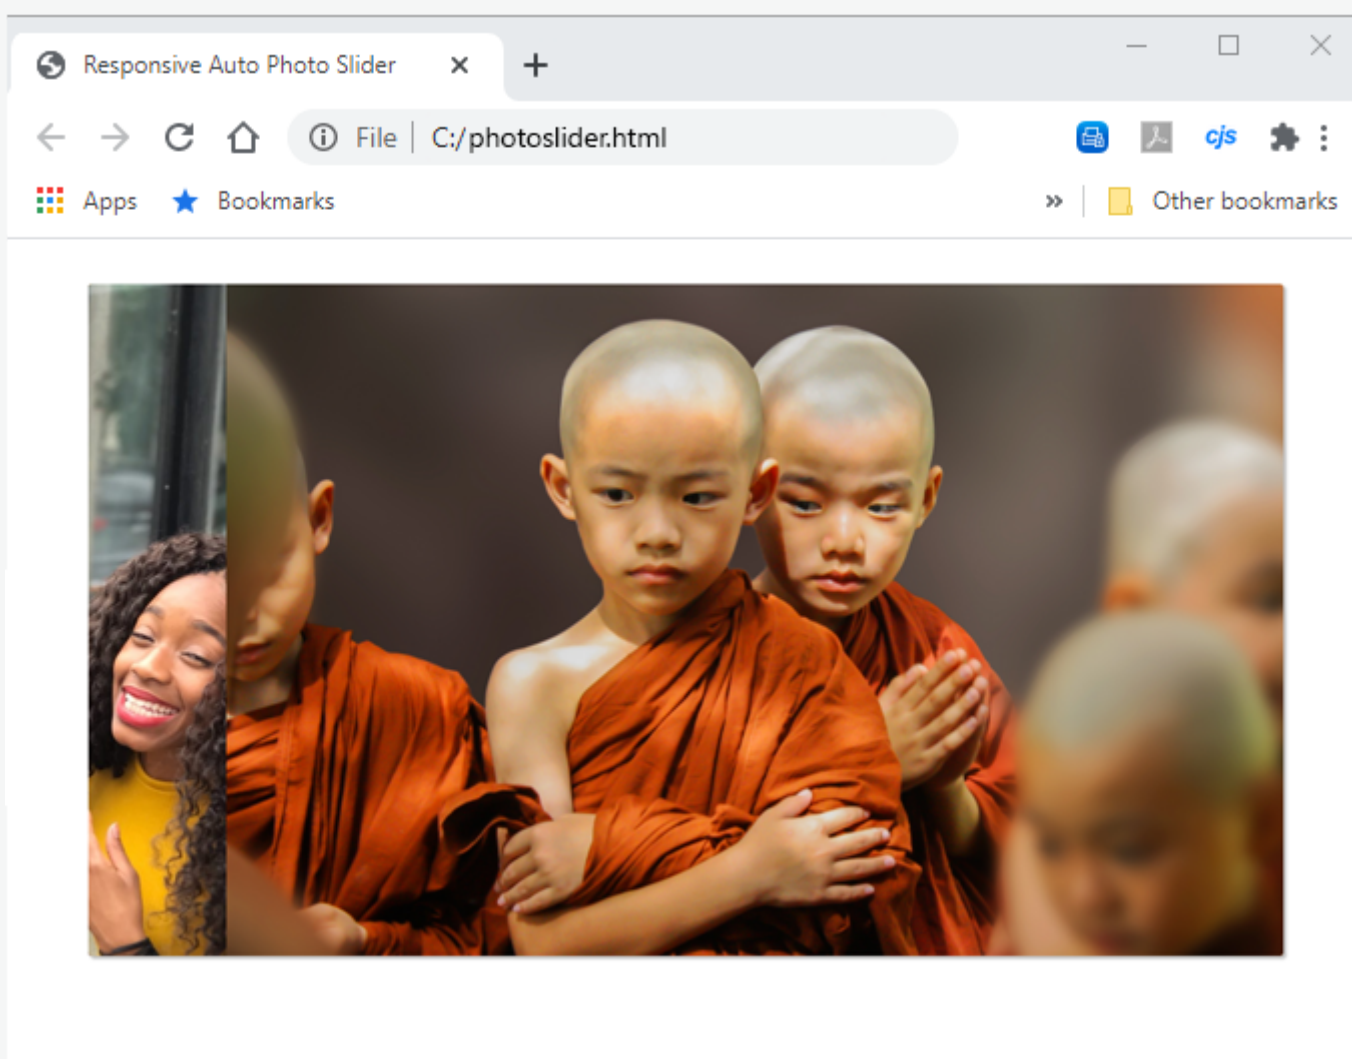 Responsive Auto Photo Slider
File C:/photoslider.html cjs
Apps Bookmarks » Other bookmarks